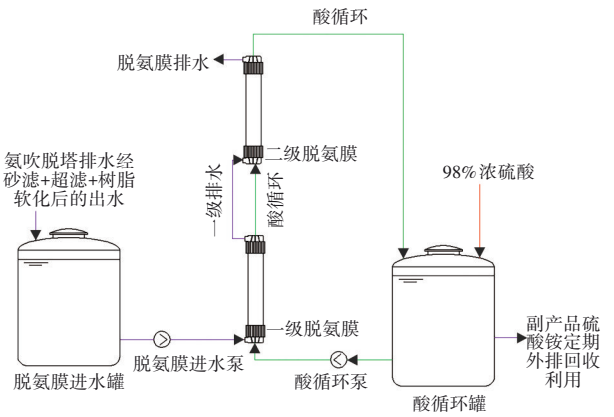 酸循环
脱氨膜排水
二级脱氨膜
氨吹脱塔排水经
砂滤+超滤+树脂
软化后的出水
一级排水
酸循环
98%浓硫酸
一级脱氨膜
副产品硫
酸铵定期
外排回收
利用
脱氨膜进水泵
酸循环泵
脱氨膜进水罐
酸循环罐